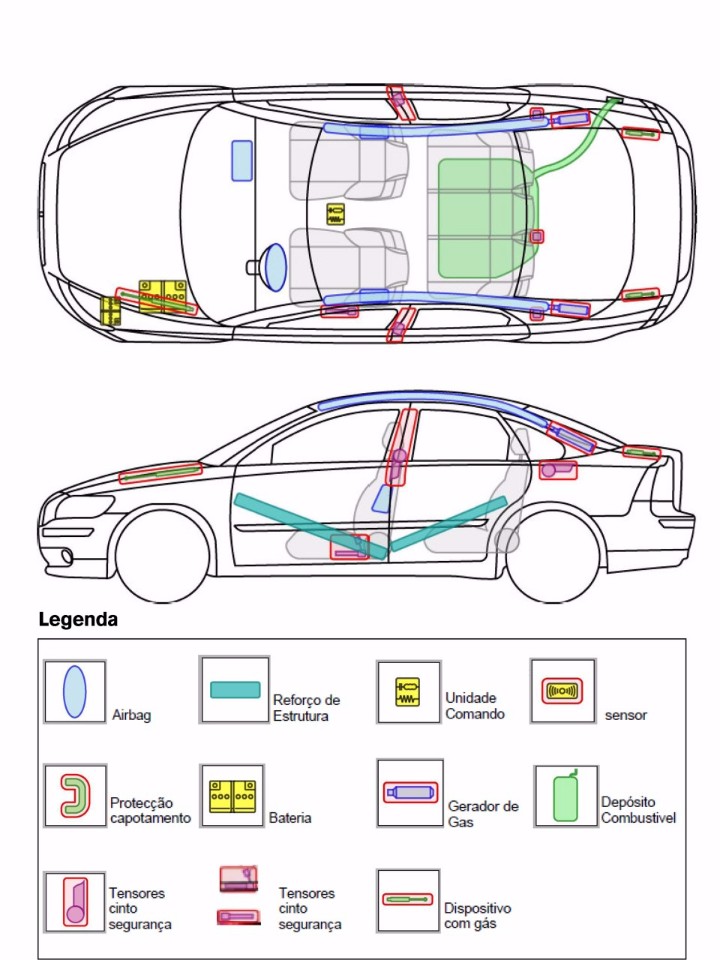 Legenda
Airbag
Reforço de
Estrutura
Unidade
Comando
sensor
Protecção
capotamento
Bateria
Gerador de
Gas
Depósito
Combustivel
Tensores
cinto
segurança
Tensores
cinto
segurança
Dispositivo
com gás